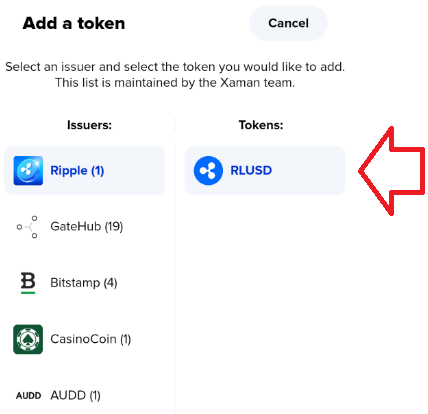 Add a token
Cancel
Select an issuer and select the token you would like to add.
This list is maintained by the Xaman team.
Issuers:
Tokens:
Ripple (1)
RLUSD
GateHub (19)
Bitstamp (4)
CasinoCoin (1)
AUDD AUDD (1)